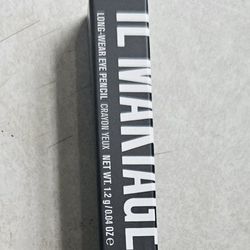 IL MAKIAGE
LONG-WEAR EYE PENCIL CRAYON YEUX NET WT. 1.2 g / 0.04 OZ ℮